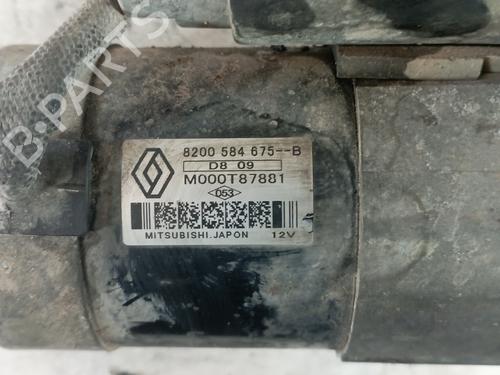 B-PARTS
8200 584 675--B
D8 09
M000T87881
053
MITSUBISHI.JAPON 12V